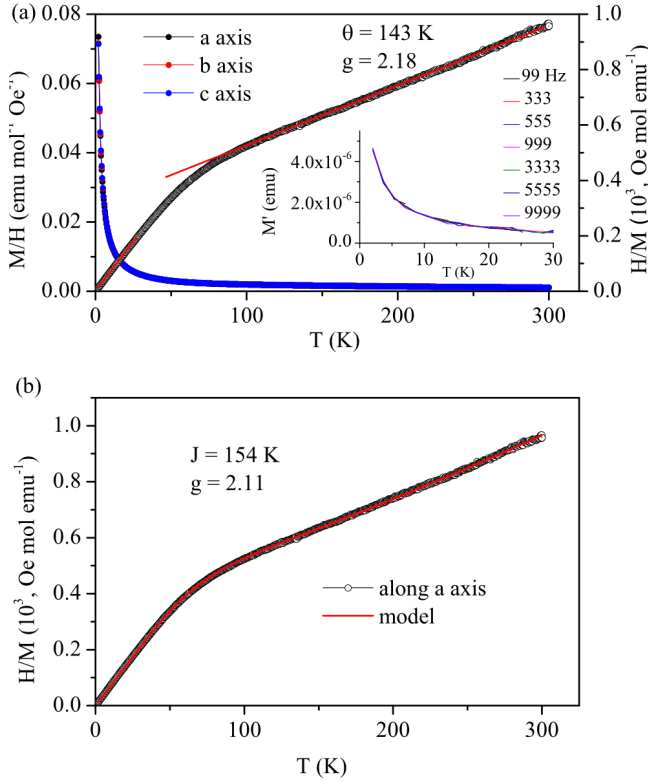 (a)
0.08
0.06
0.04
0.02
0.00
M/H (emu mol⁻¹ Oe⁻¹)
a axis
b axis
c axis
θ = 143 K
g = 2.18
99 Hz
333
555
999
3333
5555
9999
4.0x10⁻⁶
2.0x10⁻⁶
0.0
M' (emu)
0 10 20 30
T (K)
1.0
0.8
0.6
0.4
0.2
0.0
H/M (10³, Oe mol emu⁻¹)
0 100 200 300
T (K)
(b)
1.0
0.8
0.6
0.4
0.2
0.0
H/M (10³, Oe mol emu⁻¹)
J = 154 K
g = 2.11
along a axis
model
0 100 200 300
T (K)